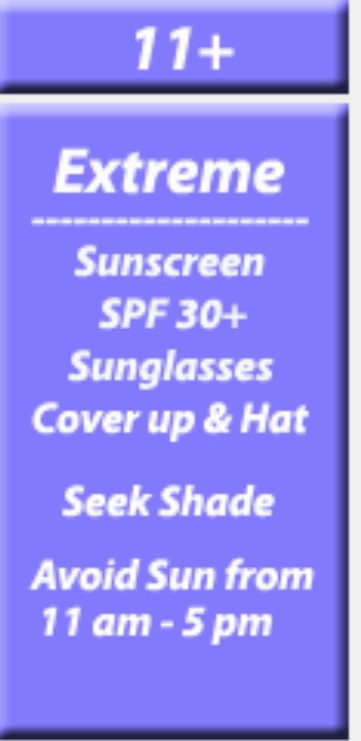 11+
Extreme
---------------------
Sunscreen
SPF 30+
Sunglasses
Cover up & Hat
Seek Shade
Avoid Sun from
11 am - 5 pm